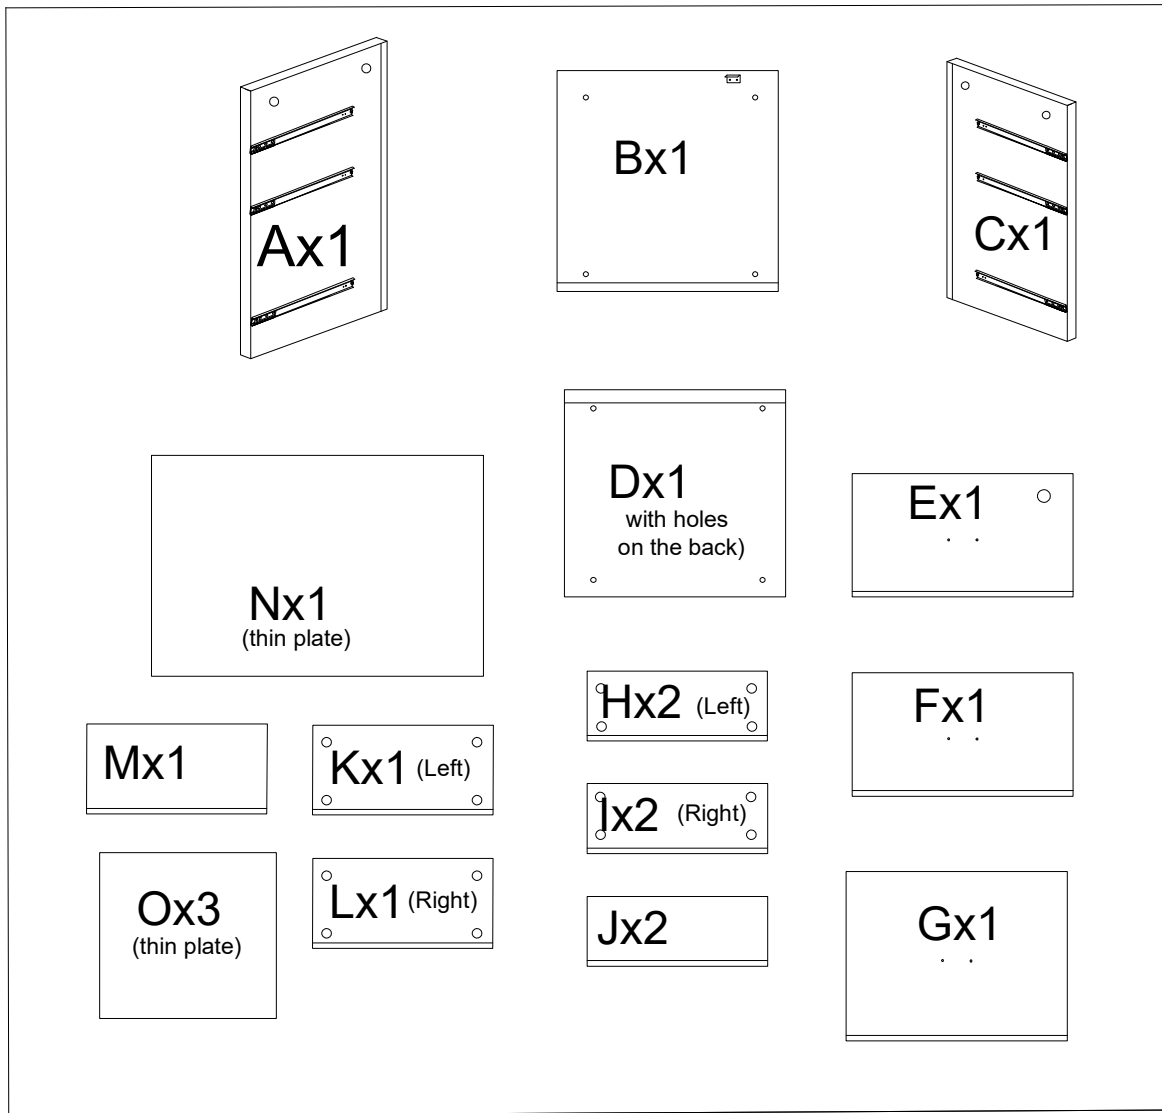 Ax1
Bx1
Cx1
Dx1
with holes
on the back)
Ex1
Nx1
(thin plate)
Hx2 (Left)
Fx1
Mx1
Kx1 (Left)
Ix2 (Right)
Ox3
(thin plate)
Lx1 (Right)
Jx2
Gx1